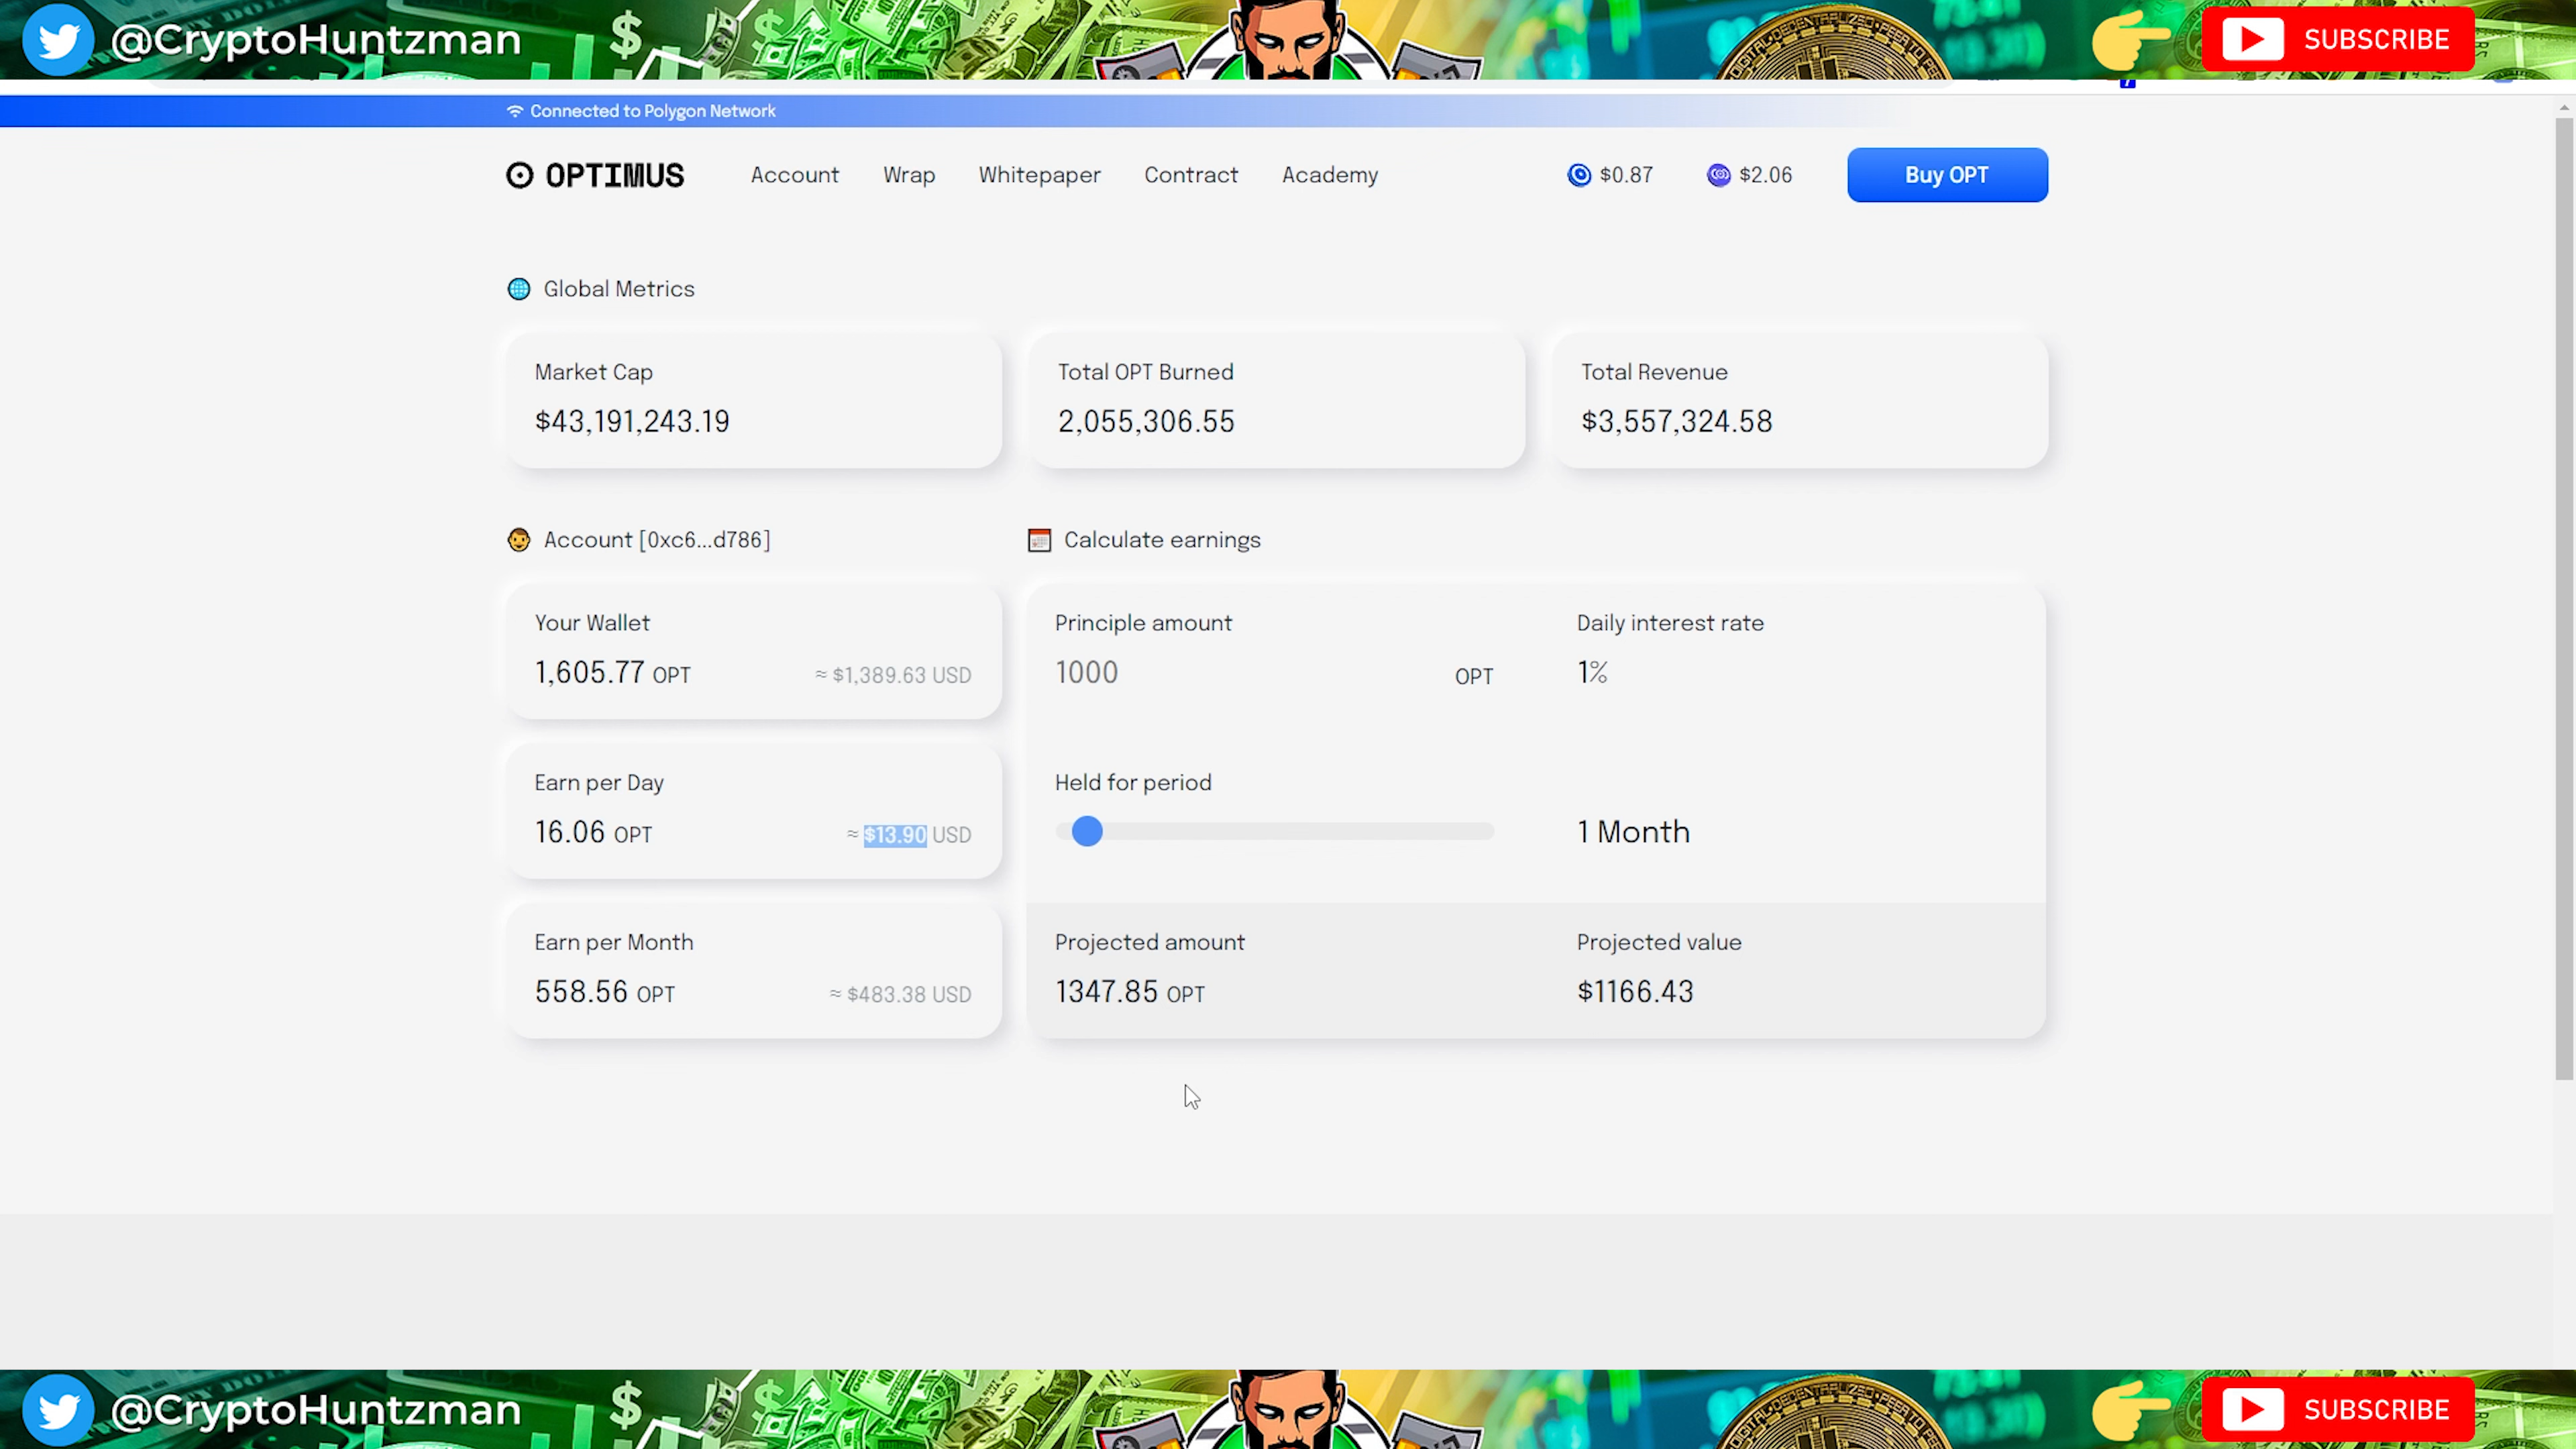 @CryptoHuntzman
SUBSCRIBE
Connected to Polygon Network
OPTIMUS Account Wrap Whitepaper Contract Academy $0.87 $2.06 Buy OPT
Global Metrics
Market Cap Total OPT Burned Total Revenue
$43,191,243.19 2,055,306.55 $3,557,324.58
Account [0xc6...d786] Calculate earnings
Your Wallet
1,605.77 OPT ≈ $1,389.63 USD
Earn per Day
16.06 OPT ≈ $13.90 USD
Earn per Month
558.56 OPT ≈ $483.38 USD
Principle amount Daily interest rate
1000 OPT 1%
Held for period
1 Month
Projected amount Projected value
1347.85 OPT $1166.43
@CryptoHuntzman
SUBSCRIBE